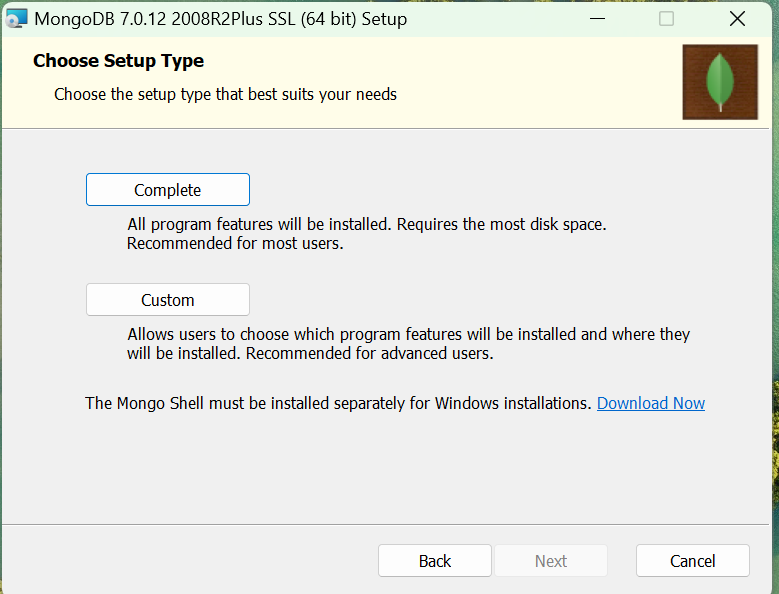 MongoDB 7.0.12 2008R2Plus SSL (64 bit) Setup
Choose Setup Type
Choose the setup type that best suits your needs
Complete
All program features will be installed. Requires the most disk space.
Recommended for most users.
Custom
Allows users to choose which program features will be installed and where they
will be installed. Recommended for advanced users.
The Mongo Shell must be installed separately for Windows installations. Download Now
Back Next Cancel